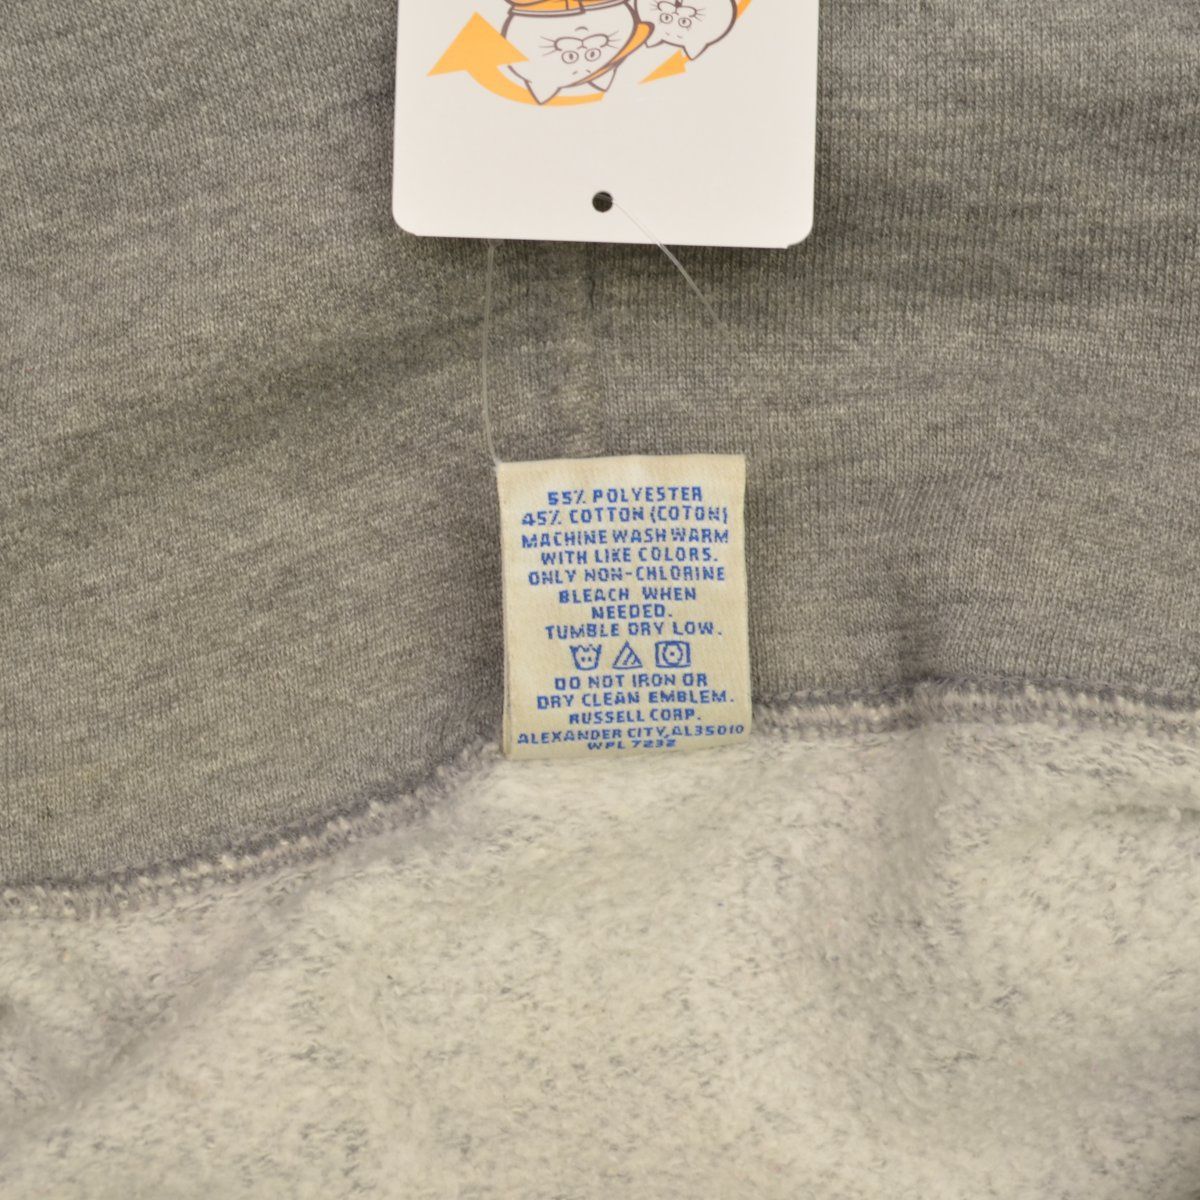 55% POLYESTER
45% COTTON (COTON)
MACHINE WASH WARM
WITH LIKE COLORS.
ONLY NON-CHLORINE
BLEACH WHEN
NEEDED.
TUMBLE DRY LOW.
DO NOT IRON OR
DRY CLEAN EMBLEM.
RUSSELL CORP.
ALEXANDER CITY, AL35010
WPL 7232